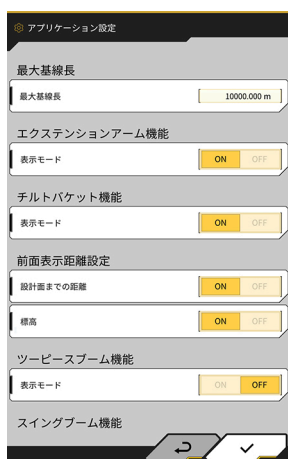 アプリケーション設定
最大基線長
最大基線長 10000.000 m
エクステンションアーム機能
表示モード ON OFF
チルトバケット機能
表示モード ON OFF
前面表示距離設定
設計面までの距離 ON OFF
標高 ON OFF
ツーピースブーム機能
表示モード ON OFF
スイングブーム機能